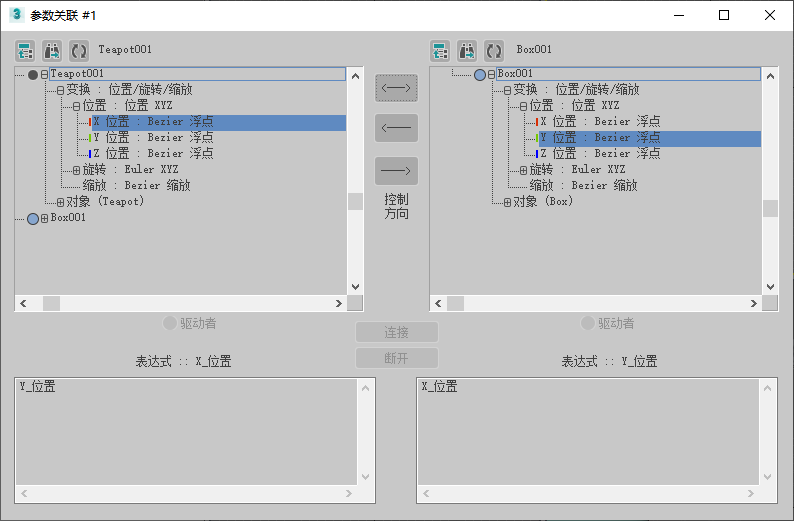 参数关联 #1
Teapot001
Box001
Teapot001
变换 : 位置/旋转/缩放
位置 : 位置 XYZ
X 位置 : Bezier 浮点
Y 位置 : Bezier 浮点
Z 位置 : Bezier 浮点
旋转 : Euler XYZ
缩放 : Bezier 缩放
对象 (Teapot)
Box001
控制
方向
Box001
变换 : 位置/旋转/缩放
位置 : 位置 XYZ
X 位置 : Bezier 浮点
Y 位置 : Bezier 浮点
Z 位置 : Bezier 浮点
旋转 : Euler XYZ
缩放 : Bezier 缩放
对象 (Box)
驱动者
连接
断开
驱动者
表达式 :: X_位置
表达式 :: Y_位置
Y_位置
X_位置